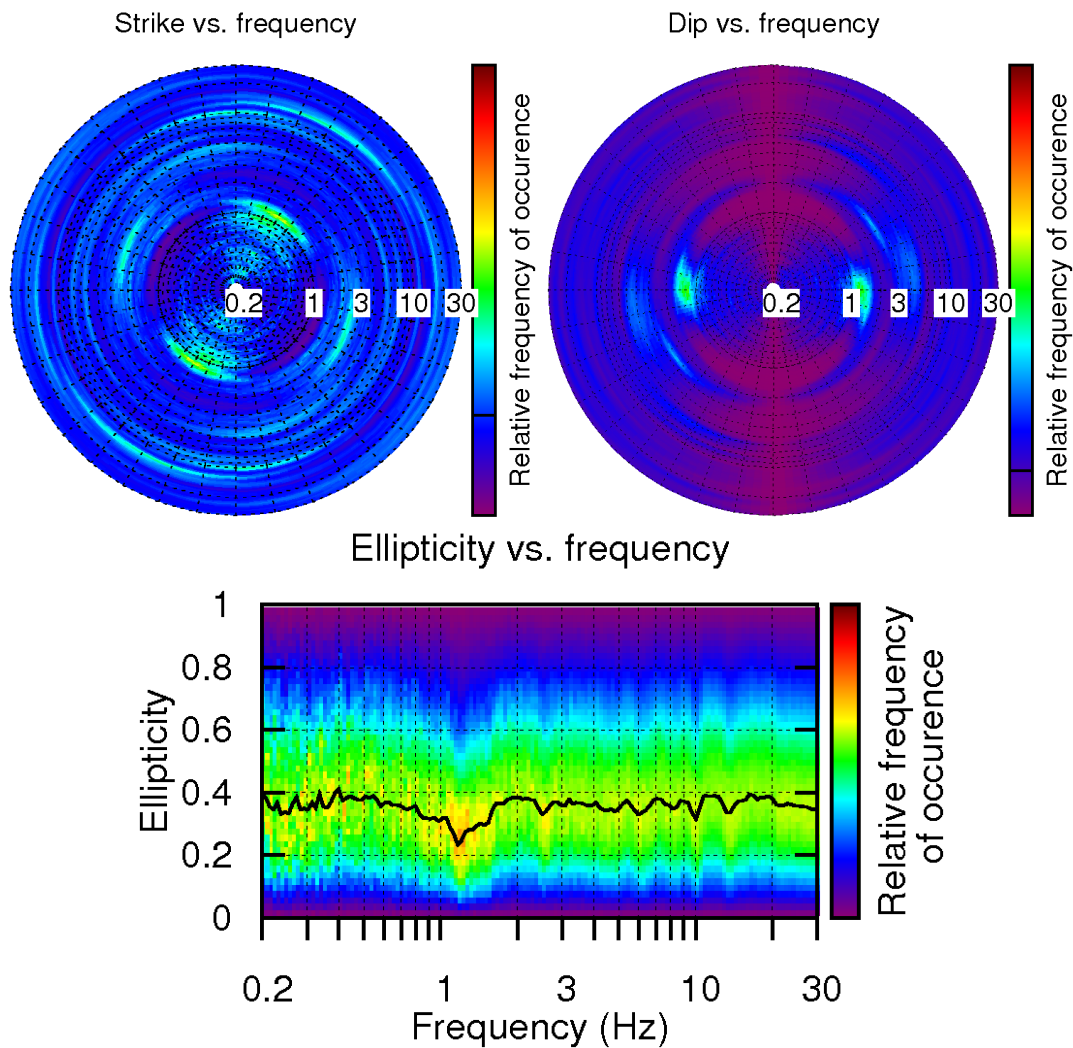 Strike vs. frequency
Dip vs. frequency
Relative frequency of occurence
Relative frequency of occurence
0.2 1 3 10 30
0.2 1 3 10 30
Ellipticity vs. frequency
Ellipticity
1
0.8
0.6
0.4
0.2
0
Relative frequency
of occurence
0.2 1 3 10 30
Frequency (Hz)